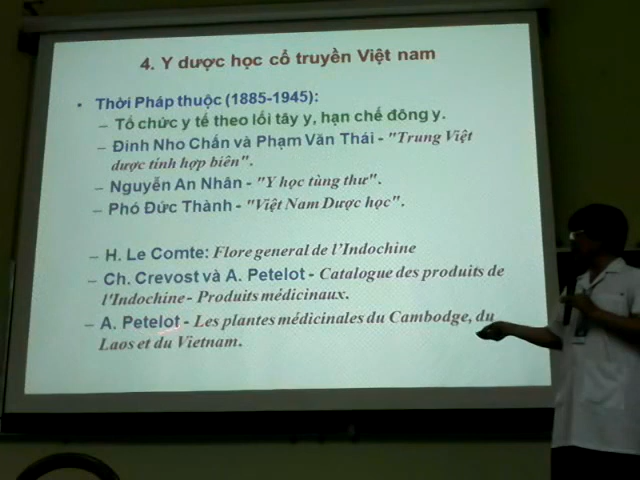 4. Y dược học cổ truyền Việt nam
• Thời Pháp thuộc (1885-1945):
– Tổ chức y tế theo lối tây y, hạn chế đông y.
– Đinh Nho Chấn và Phạm Văn Thái - "Trung Việt
dược tính hợp biên".
– Nguyễn An Nhân - "Y học tùng thư".
– Phó Đức Thành - "Việt Nam Dược học".
– H. Le Comte: Flore general de l'Indochine
– Ch. Crevost và A. Petelot - Catalogue des produits de
l'Indochine- Produits médicinaux.
– A. Petelot - Les plantes médicinales du Cambodge, du
Laos et du Vietnam.